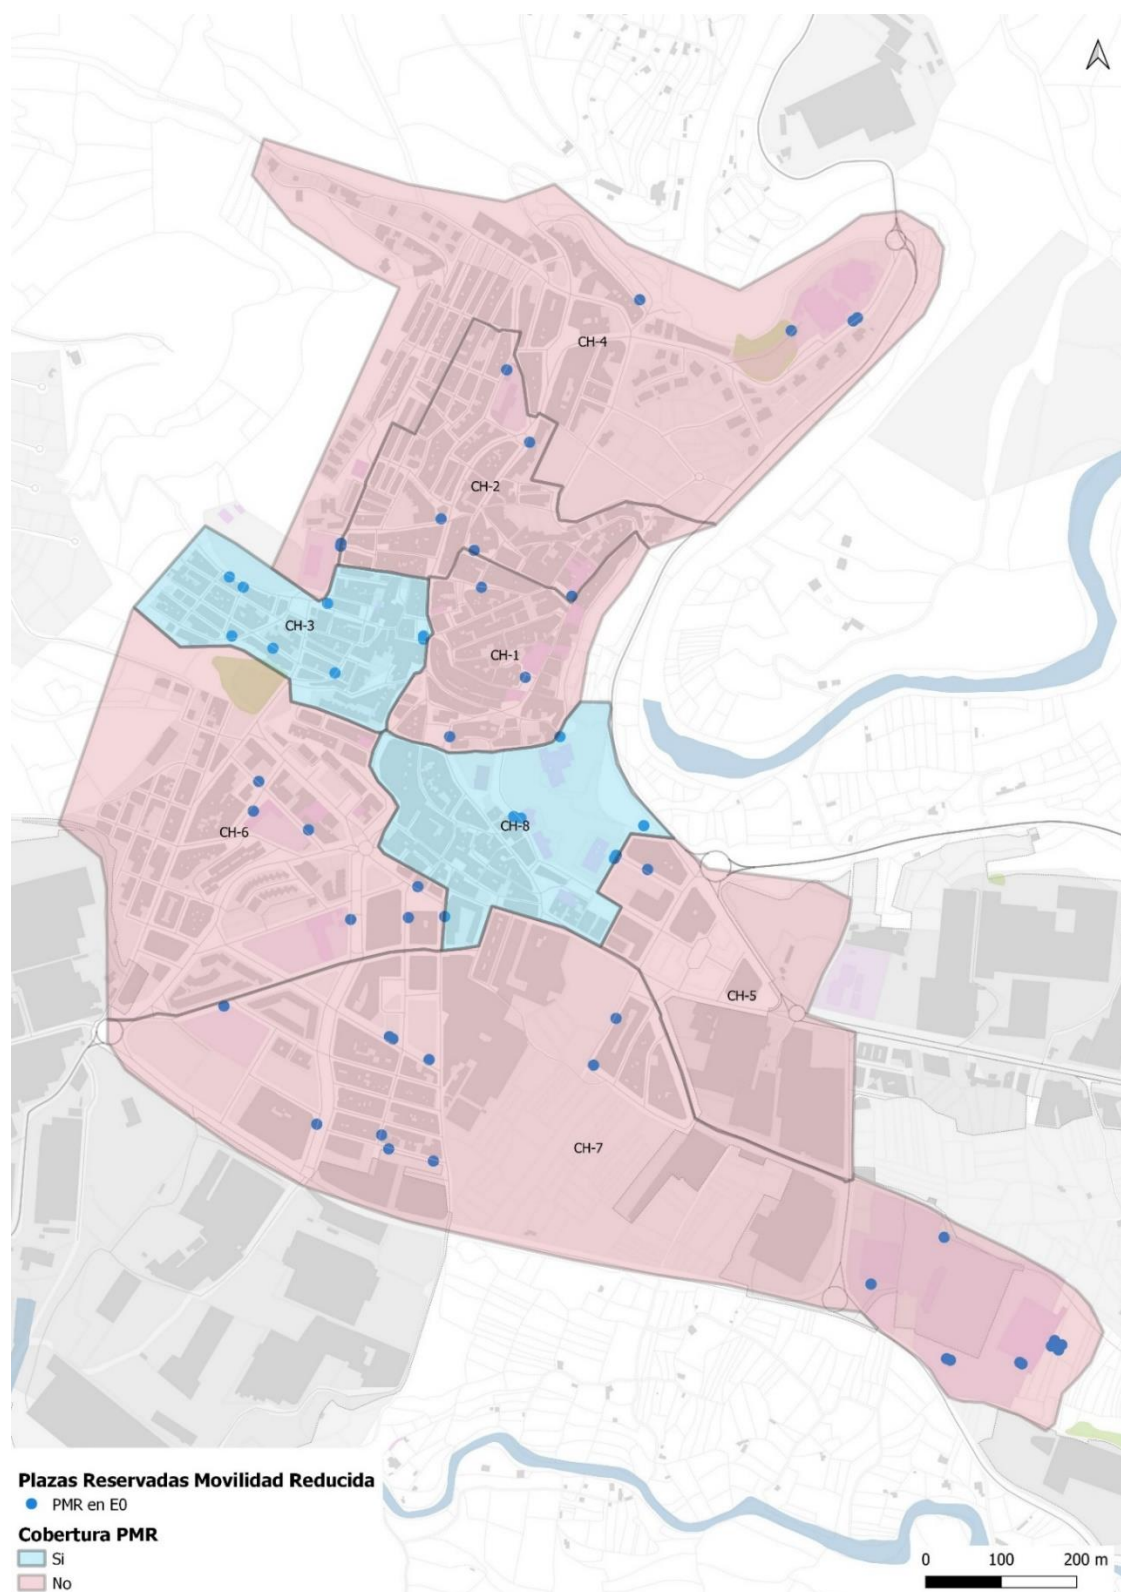 CH-4
CH-2
CH-3
CH-1
CH-8
CH-6
CH-5
CH-7
Plazas Reservadas Movilidad Reducida
PMR en E0
Cobertura PMR
Si
No
0 100 200 m